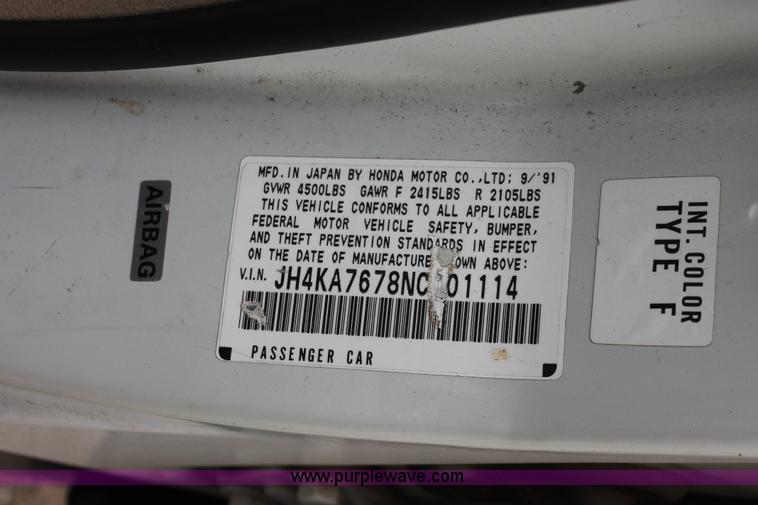 MFD.IN JAPAN BY HONDA MOTOR CO.,LTD: 9/'91
GVWR 4500LBS GAWR F 2415LBS R 2105LBS
THIS VEHICLE CONFORMS TO ALL APPLICABLE
FEDERAL MOTOR VEHICLE SAFETY, BUMPER,
AND THEFT PREVENTION STANDARDS IN EFFECT
ON THE DATE OF MANUFACTURE
ABOVE:
V.I.N.
PASSENGER CAR
AIRBAG
INT. COLOR
TYPE F
www.purplewave.com